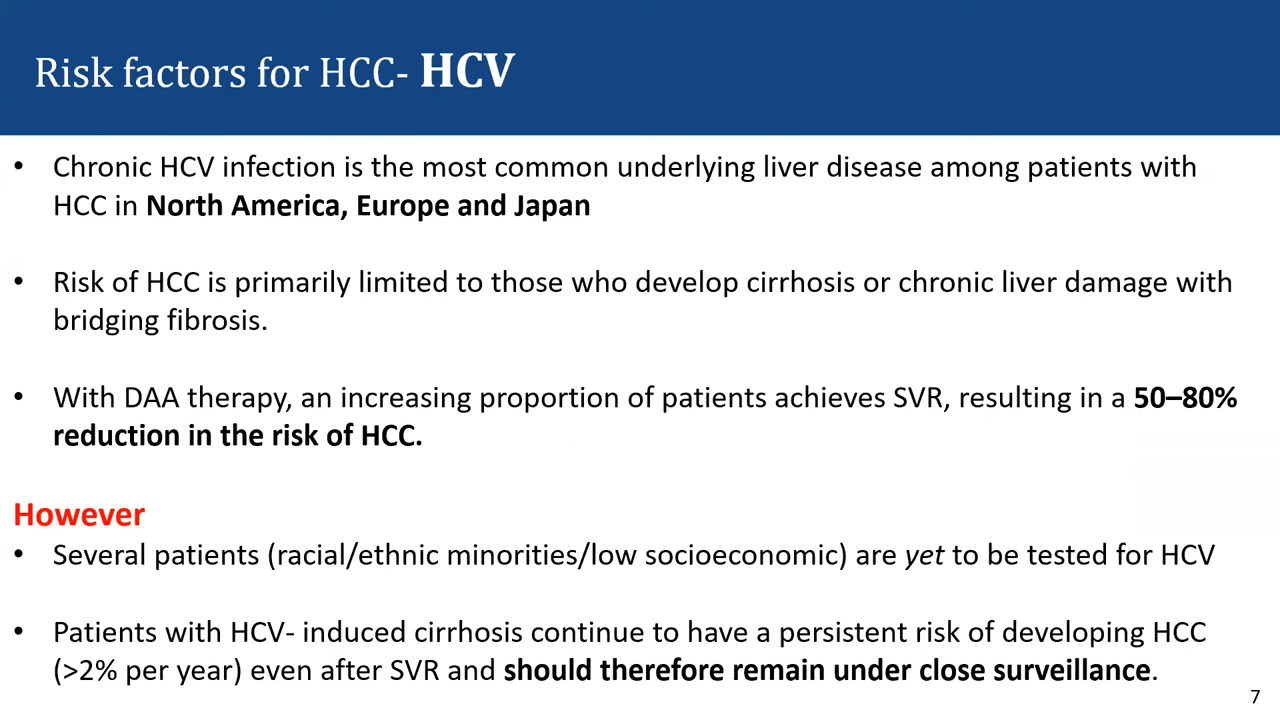 Risk factors for HCC- HCV
• Chronic HCV infection is the most common underlying liver disease among patients with
HCC in North America, Europe and Japan
• Risk of HCC is primarily limited to those who develop cirrhosis or chronic liver damage with
bridging fibrosis.
• With DAA therapy, an increasing proportion of patients achieves SVR, resulting in a 50–80%
reduction in the risk of HCC.
However
• Several patients (racial/ethnic minorities/low socioeconomic) are yet to be tested for HCV
• Patients with HCV- induced cirrhosis continue to have a persistent risk of developing HCC
(>2% per year) even after SVR and should therefore remain under close surveillance.
7